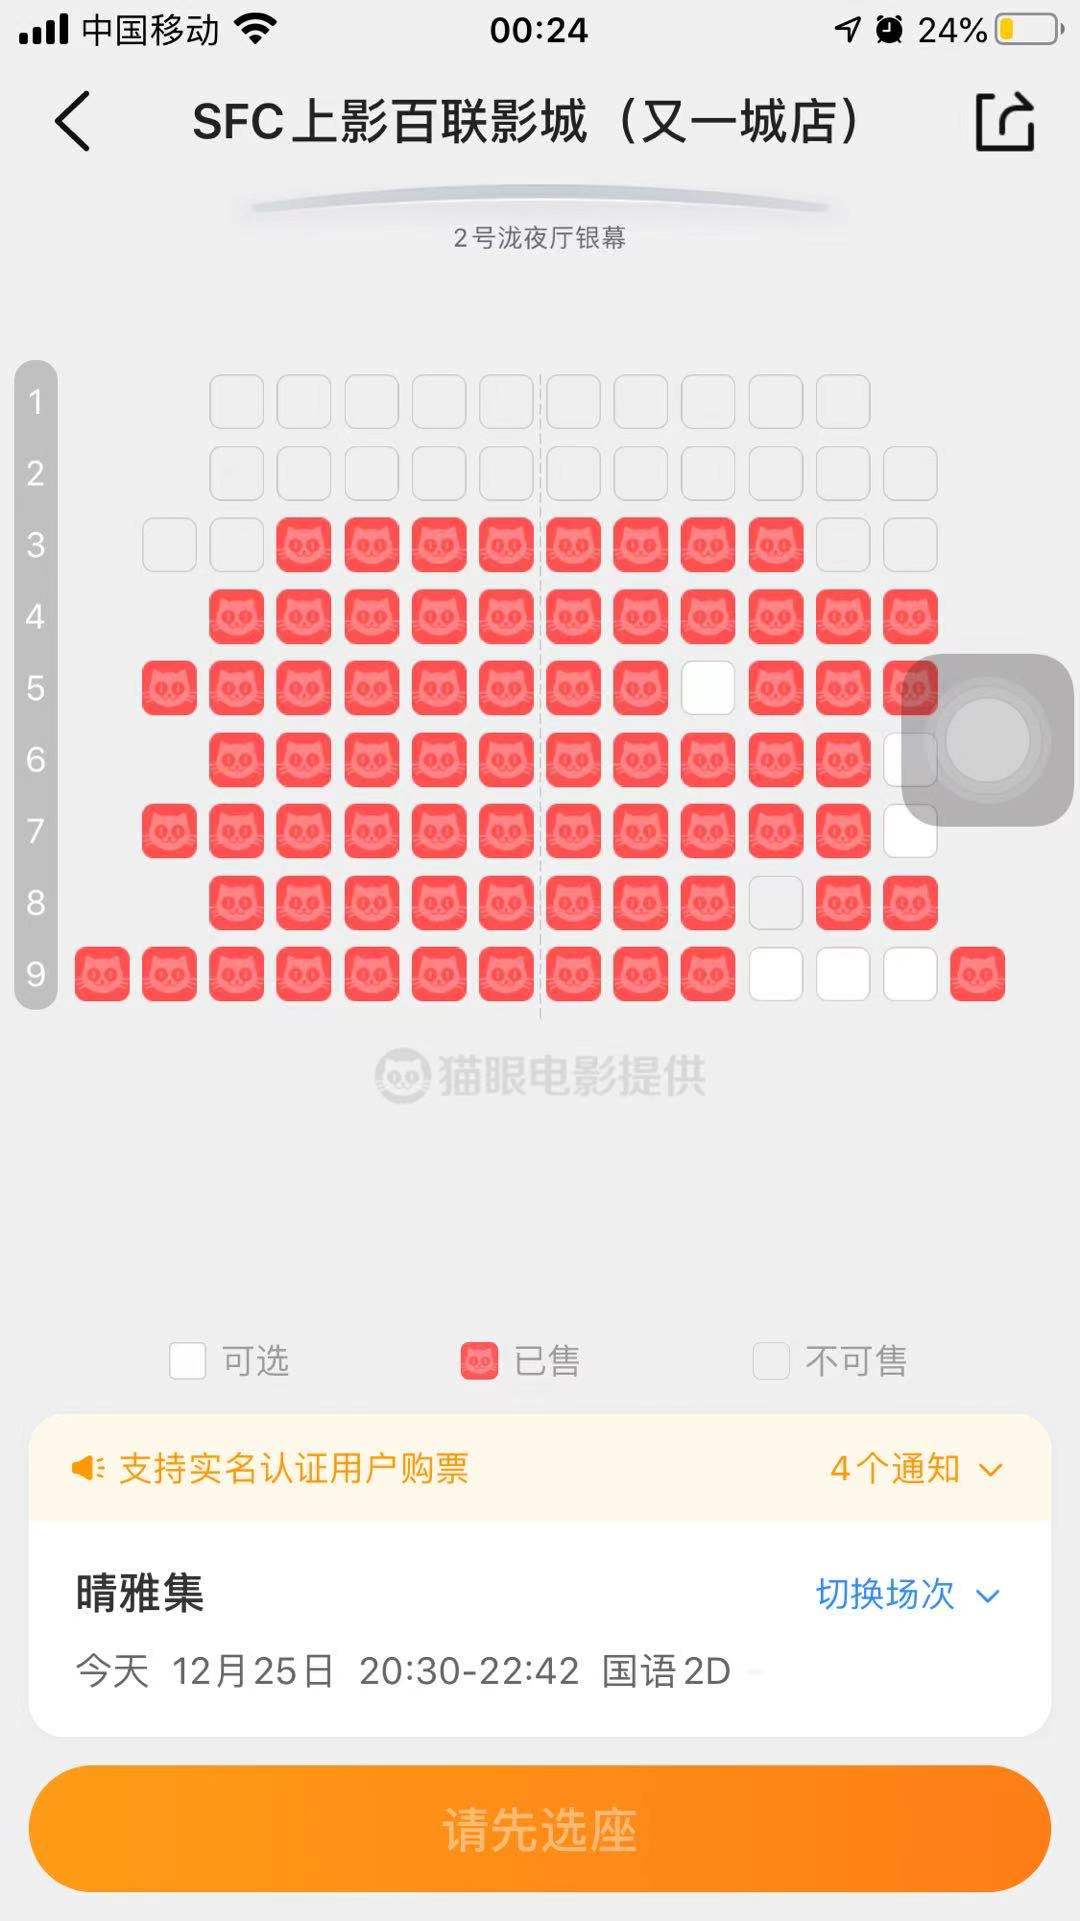 中国移动 00:24 24%
SFC上影百联影城（又一城店）
2号泷夜厅银幕
1
2
3
4
5
6
7
8
9
猫眼电影提供
可选 已售 不可售
支持实名认证用户购票 4个通知
晴雅集 切换场次
今天 12月25日 20:30-22:42 国语2D
请先选座